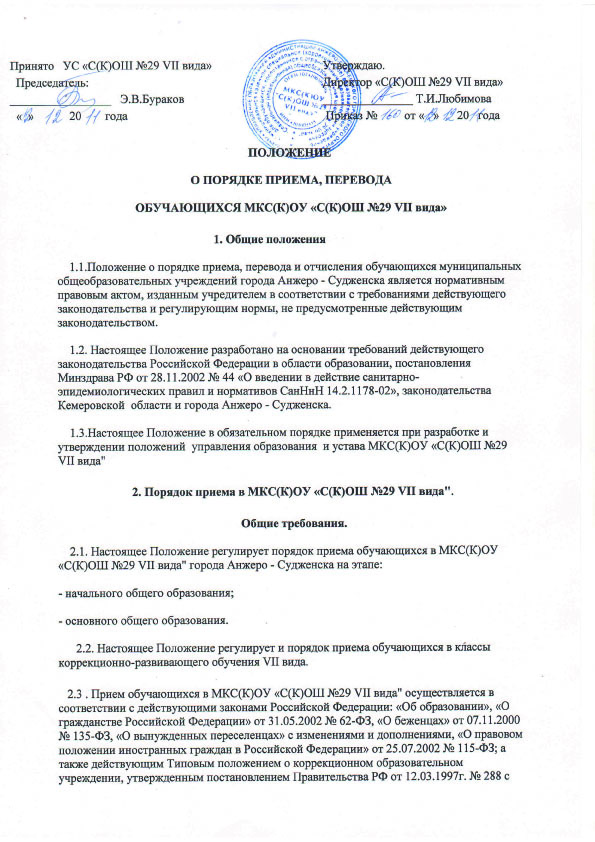 Принято УС «С(К)ОШ №29 VII вида»
Председатель:
Э.В.Бураков
« » 12 20 11 года
Утверждаю.
Директор «С(К)ОШ №29 VII вида»
Т.И.Любимова
Приказ № 160 от « » 12 20 11 года
МКС(К)ОУ
«С(К)ОШ №29
VII вида"
ПОЛОЖЕНИЕ
О ПОРЯДКЕ ПРИЕМА, ПЕРЕВОДА
ОБУЧАЮЩИХСЯ МКС(К)ОУ «С(К)ОШ №29 VII вида»
1. Общие положения
1.1.Положение о порядке приема, перевода и отчисления обучающихся муниципальных
общеобразовательных учреждений города Анжеро - Судженска является нормативным
правовым актом, изданным учредителем в соответствии с требованиями действующего
законодательства и регулирующим нормы, не предусмотренные действующим
законодательством.
1.2. Настоящее Положение разработано на основании требований действующего
законодательства Российской Федерации в области образовании, постановления
Минздрава РФ от 28.11.2002 № 44 «О введении в действие санитарно-
эпидемиологических правил и нормативов СанНнН 14.2.1178-02», законодательства
Кемеровской области и города Анжеро - Судженска.
1.3.Настоящее Положение в обязательном порядке применяется при разработке и
утверждении положений управления образования и устава МКС(К)ОУ «С(К)ОШ №29
VII вида"
2. Порядок приема в МКС(К)ОУ «С(К)ОШ №29 VII вида".
Общие требования.
2.1. Настоящее Положение регулирует порядок приема обучающихся в МКС(К)ОУ
«С(К)ОШ №29 VII вида" города Анжеро - Судженска на этапе:
- начального общего образования;
- основного общего образования.
2.2. Настоящее Положение регулирует и порядок приема обучающихся в классы
коррекционно-развивающего обучения VII вида.
2.3 . Прием обучающихся в МКС(К)ОУ «С(К)ОШ №29 VII вида" осуществляется в
соответствии с действующими законами Российской Федерации: «Об образовании», «О
гражданстве Российской Федерации» от 31.05.2002 № 62-ФЗ, «О беженцах» от 07.11.2000
№ 135-ФЗ, «О вынужденных переселенцах» с изменениями и дополнениями, «О правовом
положении иностранных граждан в Российской Федерации» от 25.07.2002 № 115-ФЗ; а
также действующим Типовым положением о коррекционном образовательном
учреждении, утвержденным постановлением Правительства РФ от 12.03.1997г. № 288 с